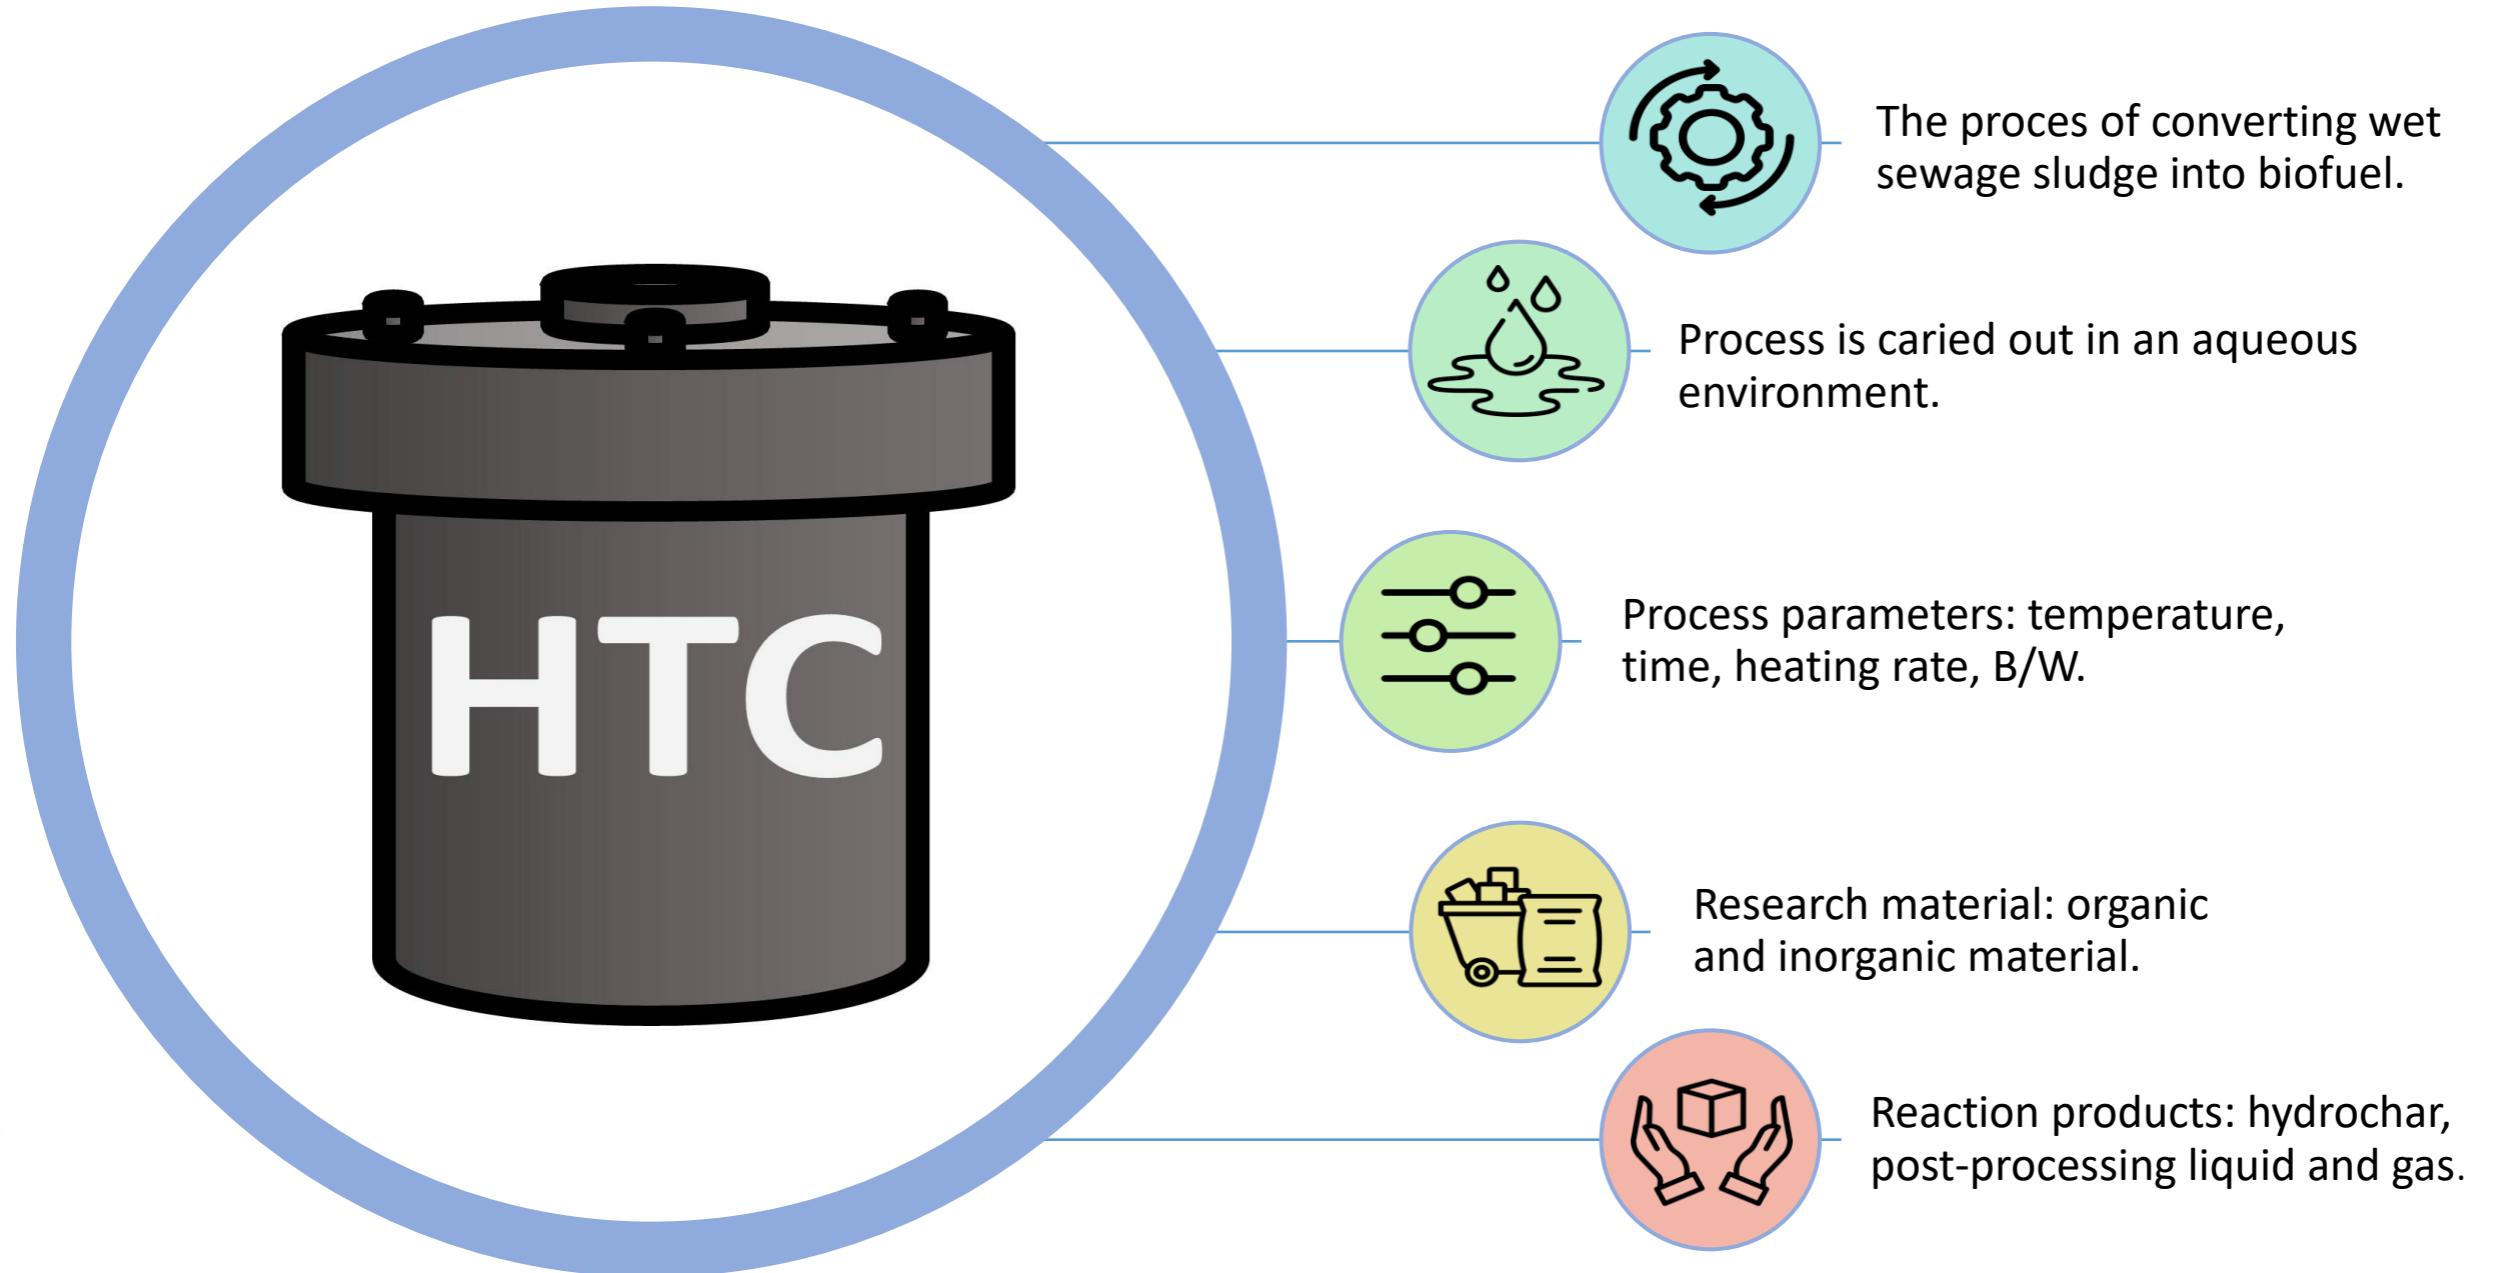 HTC
The proces of converting wet
sewage sludge into biofuel.
Process is caried out in an aqueous
environment.
Process parameters: temperature,
time, heating rate, B/W.
Research material: organic
and inorganic material.
Reaction products: hydrochar,
post-processing liquid and gas.